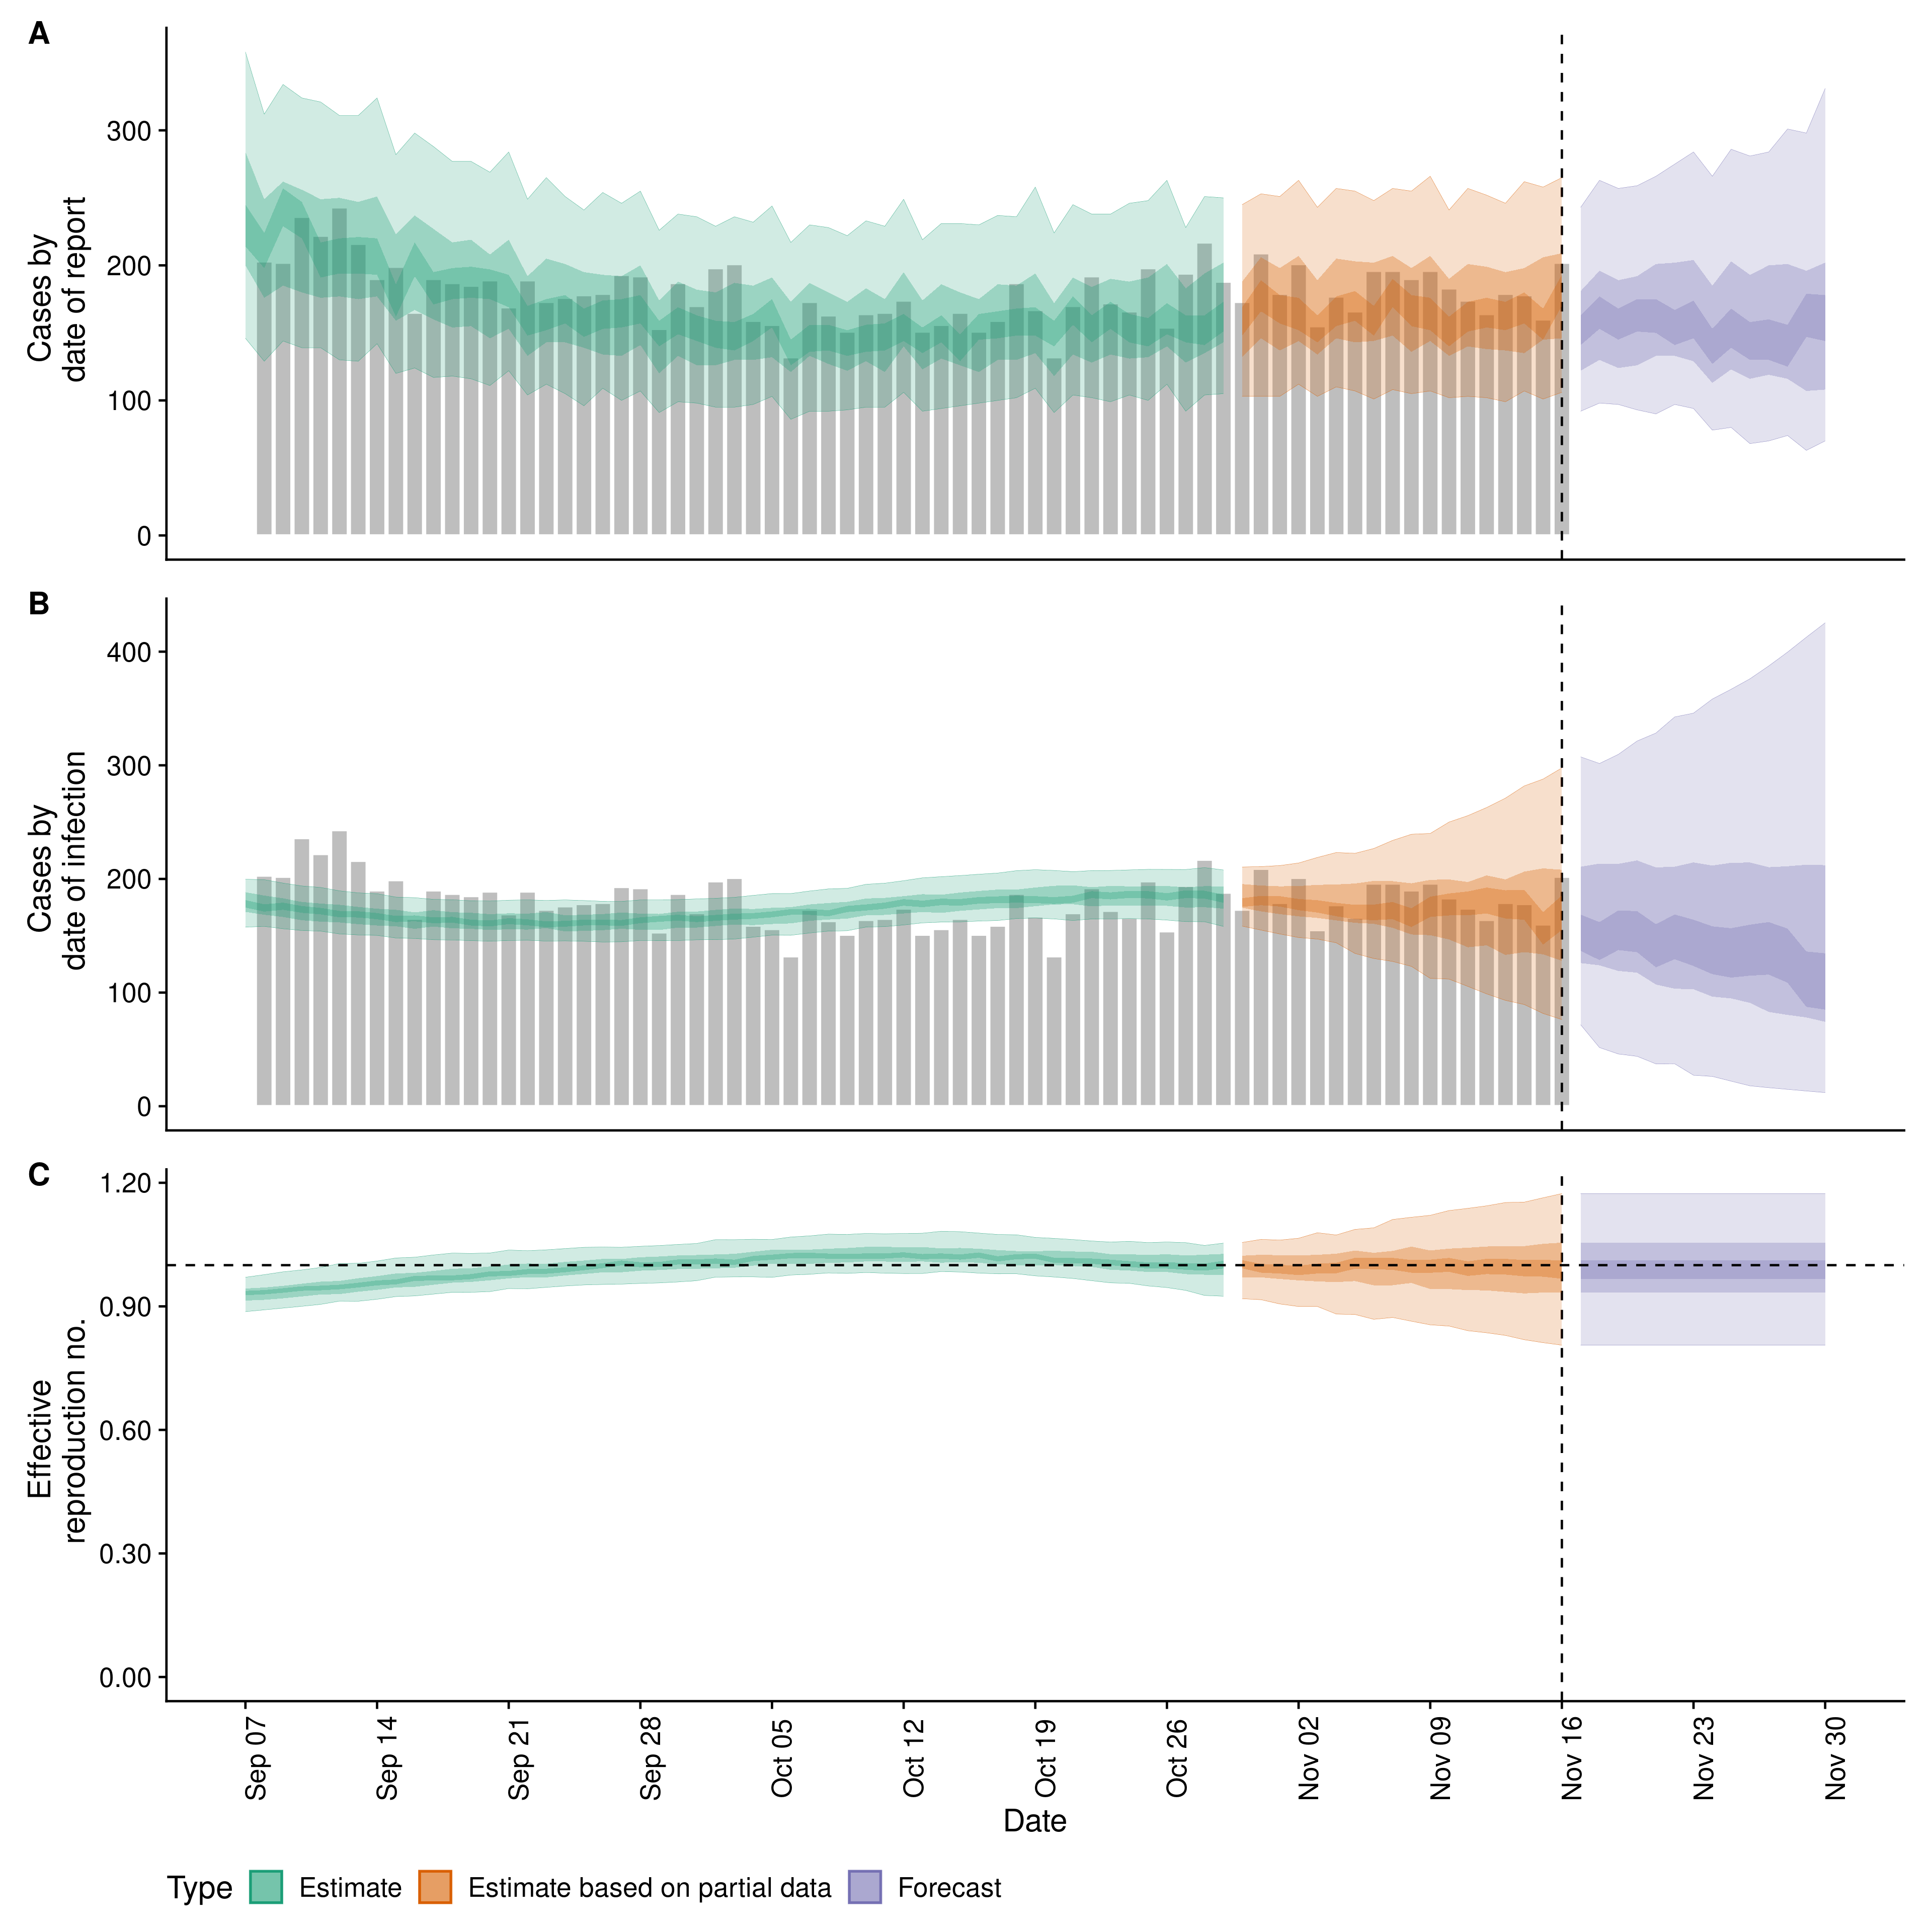 A
Cases by
date of report
300
200
100
0
B
Cases by
date of infection
400
300
200
100
0
C
Effective
reproduction no.
1.20
0.90
0.60
0.30
0.00
Sep 07
Sep 14
Sep 21
Sep 28
Oct 05
Oct 12
Oct 19
Oct 26
Nov 02
Nov 09
Nov 16
Nov 23
Nov 30
Date
Type Estimate Estimate based on partial data Forecast